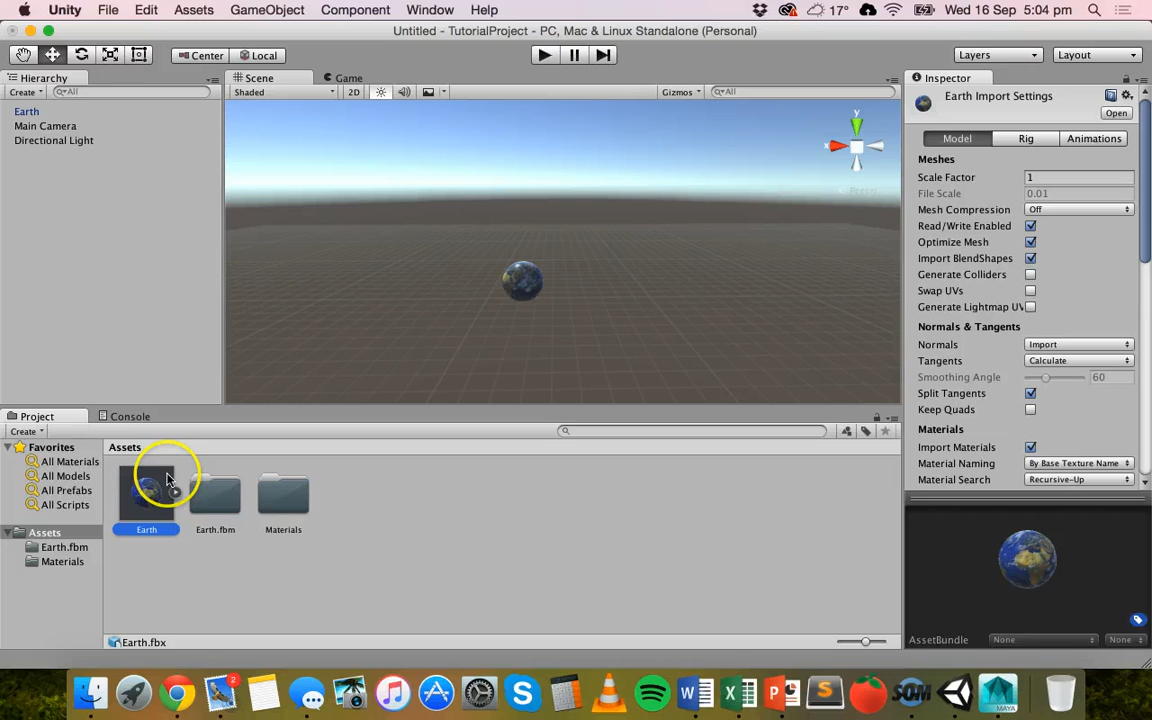 Unity File Edit Assets GameObject Component Window Help 17° Wed 16 Sep 5:04 pm
Untitled - TutorialProject - PC, Mac & Linux Standalone (Personal)
Center Local Layers Layout
Hierarchy Scene Game Inspector
Create All Shaded 2D Gizmos All Earth Import Settings
Open
Earth
Main Camera
Directional Light
y
x
Persp
Model Rig Animations
Meshes
Scale Factor 1
File Scale 0.01
Mesh Compression Off
Read/Write Enabled
Optimize Mesh
Import BlendShapes
Generate Colliders
Swap UVs
Generate Lightmap UV
Normals & Tangents
Normals Import
Tangents Calculate
Smoothing Angle 60
Split Tangents
Keep Quads
Materials
Import Materials
Material Naming By Base Texture Name
Material Search Recursive-Up
Project Console
Create
Favorites Assets
All Materials
All Models
All Prefabs
All Scripts
Assets
Earth.fbm
Materials
Earth Earth.fbm Materials
Earth.fbx
AssetBundle None None
2
W X P S SOM MAYA